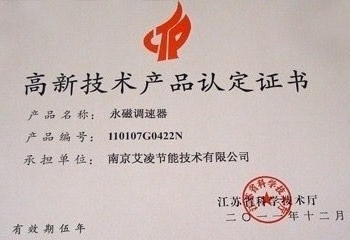 高新技术产品认定证书
产品名称： 永磁调速器
产品编号： 110107G0422N
承担单位： 南京艾凌节能技术有限公司
江苏省科学技术厅
二〇一一年十二月
有效期伍年